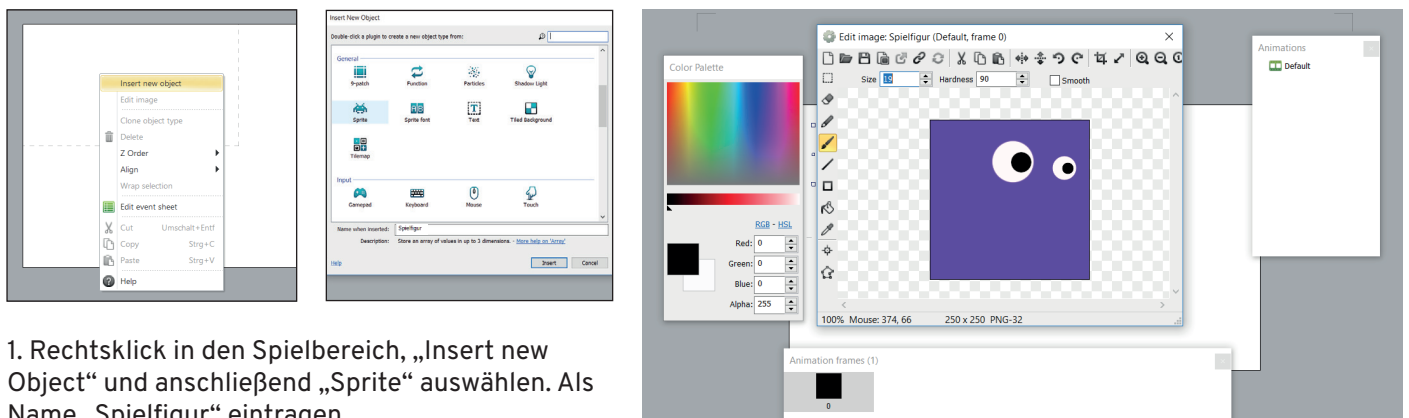 Insert new object
Edit image
Clone object type
Delete
Z Order
Align
Wrap selection
Edit event sheet
Cut Umschalt+Entf
Copy Strg+C
Paste Strg+V
Help
Insert New Object
Double-click a plugin to create a new object type from:
General
9-patch Function Particles Shadow Light
Sprite Sprite font Text Tiled Background
Tilemap
Input
Gamepad Keyboard Mouse Touch
Name when inserted: Spielfigur
Description: Store an array of values in up to 3 dimensions. - More help on 'Array'
Help Insert Cancel
1. Rechtsklick in den Spielbereich, „Insert new
Object“ und anschließend „Sprite“ auswählen. Als
Name „Spielfigur“ eintragen
Color Palette
RGB - HSL
Red: 0
Green: 0
Blue: 0
Alpha: 255
Edit image: Spielfigur (Default, frame 0)
Size 19 Hardness 90 Smooth
100% Mouse: 374, 66 250 x 250 PNG-32
Animations
Default
Animation frames (1)
0